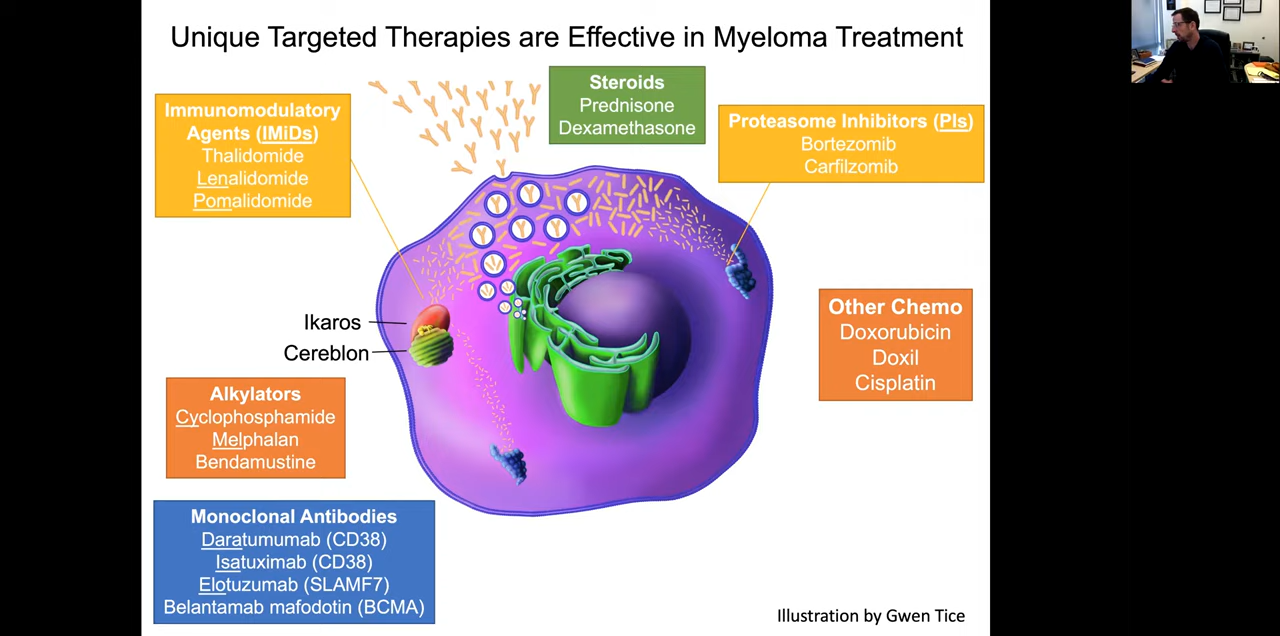 Unique Targeted Therapies are Effective in Myeloma Treatment
Immunomodulatory
Agents (IMiDs)
Thalidomide
Lenalidomide
Pomalidomide
Steroids
Prednisone
Dexamethasone
Proteasome Inhibitors (PIs)
Bortezomib
Carfilzomib
Ikaros
Cereblon
Other Chemo
Doxorubicin
Doxil
Cisplatin
Alkylators
Cyclophosphamide
Melphalan
Bendamustine
Monoclonal Antibodies
Daratumumab (CD38)
Isatuximab (CD38)
Elotuzumab (SLAMF7)
Belantamab mafodotin (BCMA)
Illustration by Gwen Tice